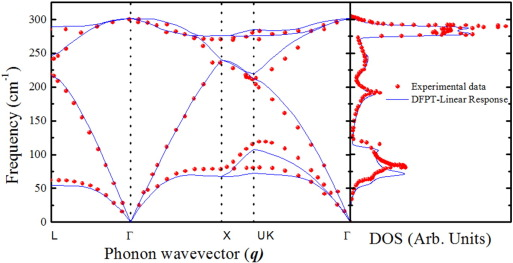 Frequency (cm-1)
300
250
200
150
100
50
0
L Γ X UK Γ
Phonon wavevector (q)
Experimental data
DFPT-Linear Response
DOS (Arb. Units)